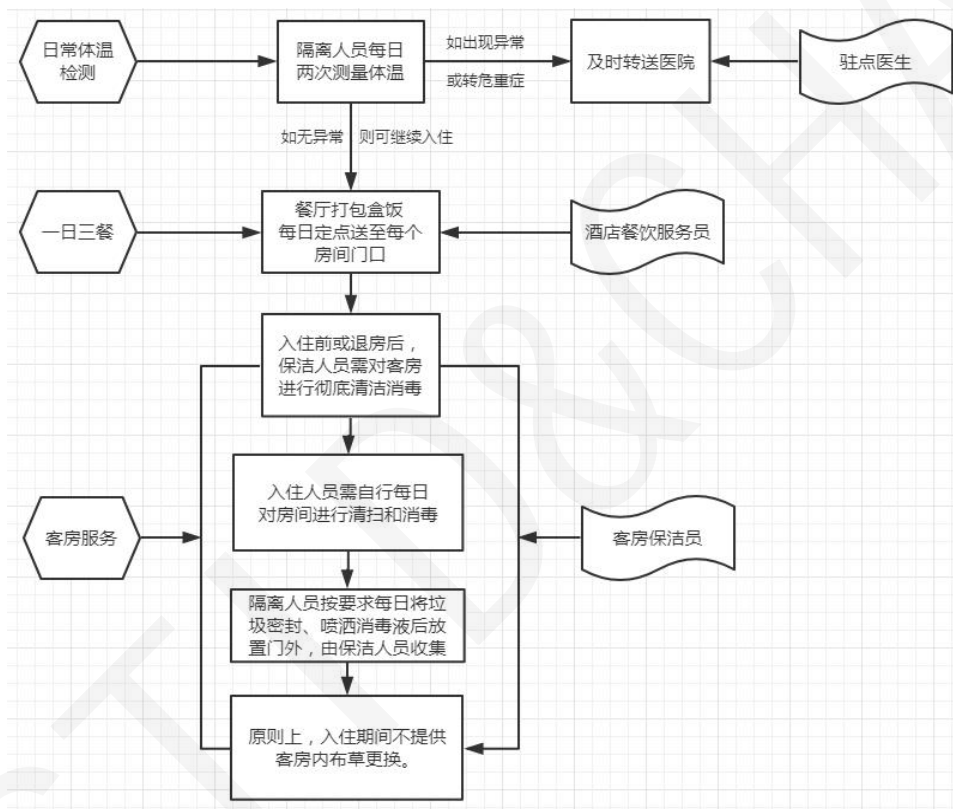 日常体温
检测
隔离人员每日
两次测量体温
如出现异常
或转危重症
及时转送医院
驻点医生
如无异常
则可继续入住
一日三餐
餐厅打包盒饭
每日定点送至每个
房间门口
酒店餐饮服务员
入住前或退房后，
保洁人员需对客房
进行彻底清洁消毒
入住人员需自行每日
对房间进行清扫和消毒
客房服务
客房保洁员
隔离人员按要求每日将垃
圾密封、喷洒消毒液后放
置门外，由保洁人员收集
原则上，入住期间不提供
客房内布草更换。